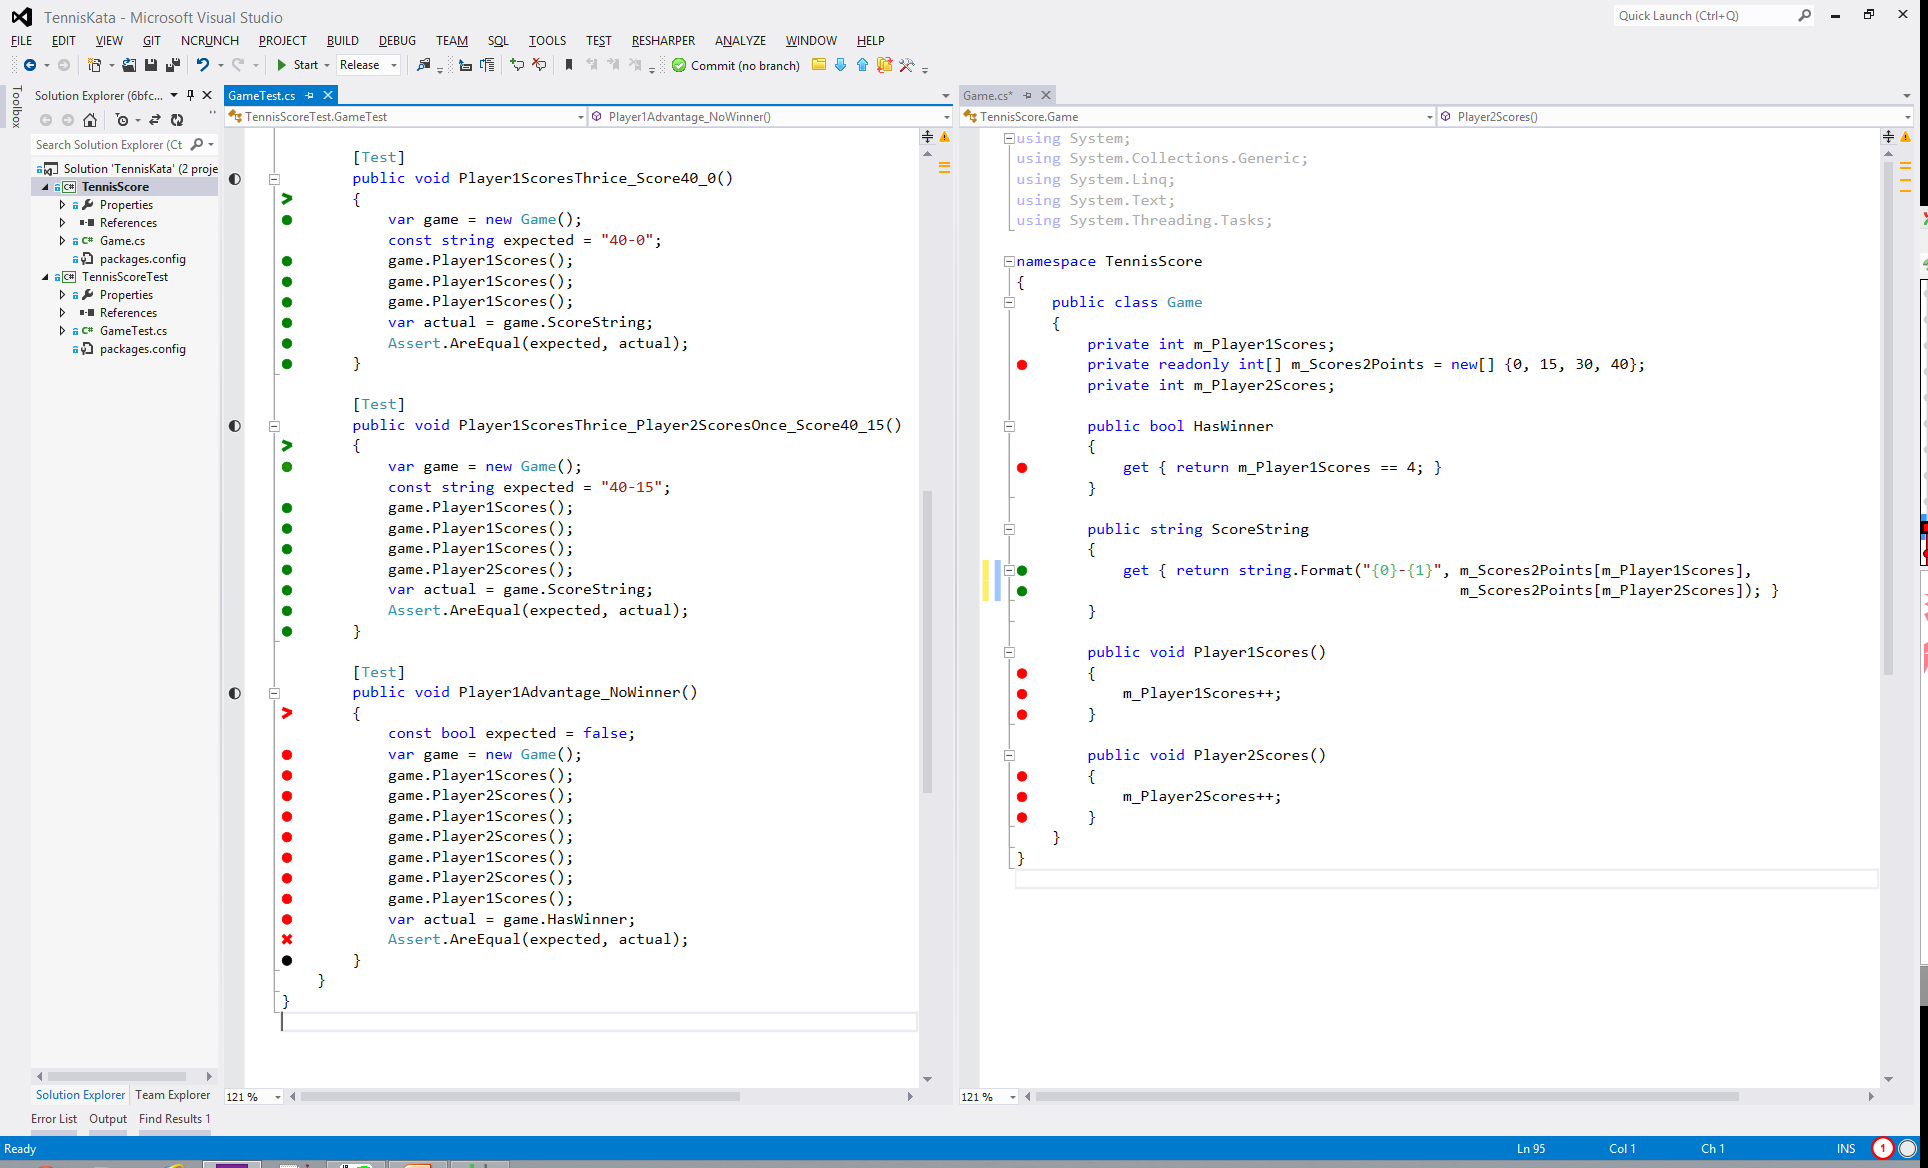 TennisKata - Microsoft Visual Studio
Quick Launch (Ctrl+Q)
FILE EDIT VIEW GIT NCRUNCH PROJECT BUILD DEBUG TEAM SQL TOOLS TEST RESHARPER ANALYZE WINDOW HELP
Start Release Commit (no branch)
Toolbox
Solution Explorer (6bfc...
Search Solution Explorer (Ct
Solution 'TennisKata' (2 proje
TennisScore
Properties
References
Game.cs
packages.config
TennisScoreTest
Properties
References
GameTest.cs
packages.config
Solution Explorer Team Explorer
GameTest.cs
TennisScoreTest.GameTest Player1Advantage_NoWinner()
[Test]
public void Player1ScoresThrice_Score40_0()
{
var game = new Game();
const string expected = "40-0";
game.Player1Scores();
game.Player1Scores();
game.Player1Scores();
var actual = game.ScoreString;
Assert.AreEqual(expected, actual);
}
[Test]
public void Player1ScoresThrice_Player2ScoresOnce_Score40_15()
{
var game = new Game();
const string expected = "40-15";
game.Player1Scores();
game.Player1Scores();
game.Player1Scores();
game.Player2Scores();
var actual = game.ScoreString;
Assert.AreEqual(expected, actual);
}
[Test]
public void Player1Advantage_NoWinner()
{
const bool expected = false;
var game = new Game();
game.Player1Scores();
game.Player2Scores();
game.Player1Scores();
game.Player2Scores();
game.Player1Scores();
game.Player2Scores();
game.Player1Scores();
var actual = game.HasWinner;
Assert.AreEqual(expected, actual);
}
}
}
121 %
Game.cs*
TennisScore.Game Player2Scores()
using System;
using System.Collections.Generic;
using System.Linq;
using System.Text;
using System.Threading.Tasks;
namespace TennisScore
{
public class Game
{
private int m_Player1Scores;
private readonly int[] m_Scores2Points = new[] {0, 15, 30, 40};
private int m_Player2Scores;
public bool HasWinner
{
get { return m_Player1Scores == 4; }
}
public string ScoreString
{
get { return string.Format("{0}-{1}", m_Scores2Points[m_Player1Scores],
m_Scores2Points[m_Player2Scores]); }
}
public void Player1Scores()
{
m_Player1Scores++;
}
public void Player2Scores()
{
m_Player2Scores++;
}
}
}
121 %
Error List Output Find Results 1
Ready Ln 95 Col 1 Ch 1 INS 1